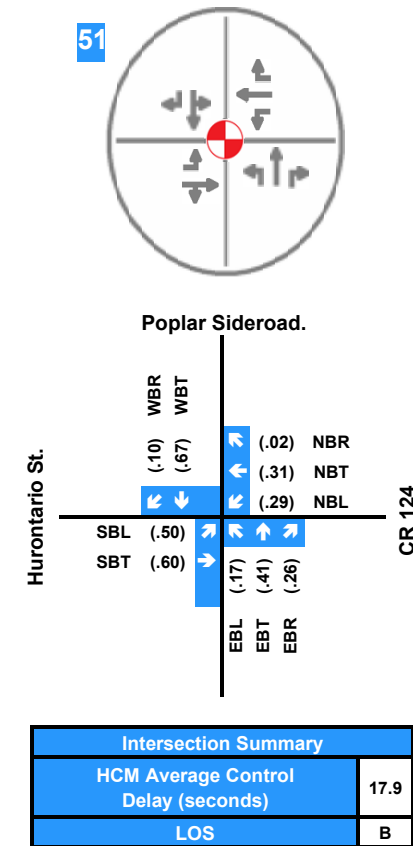 51
Poplar Sideroad.
WBR
WBT
(.10)
(.67)
(.02) NBR
(.31) NBT
(.29) NBL
Hurontario St.
CR 124
SBL (.50)
SBT (.60)
(.17)
(.41)
(.26)
EBL
EBT
EBR
Intersection Summary
HCM Average Control
Delay (seconds)
17.9
LOS
B